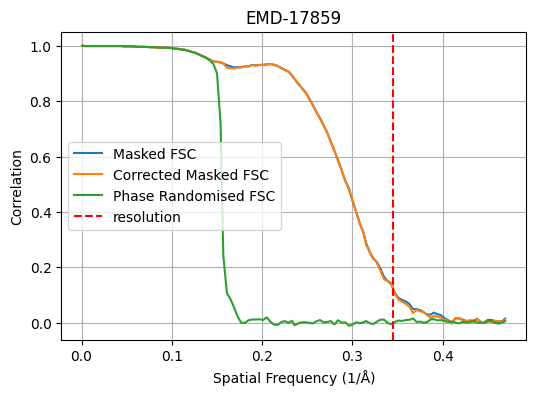 EMD-17859
1.0
0.8
0.6
0.4
0.2
0.0
Correlation
Masked FSC
Corrected Masked FSC
Phase Randomised FSC
resolution
0.0 0.1 0.2 0.3 0.4
Spatial Frequency (1/Å)